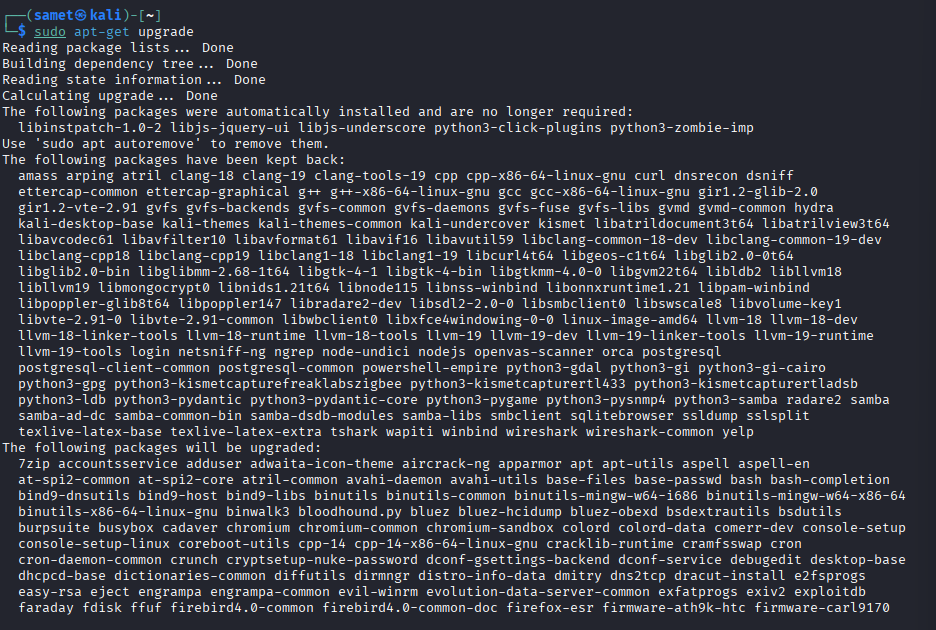 ┌──(samet㉿kali)-[~]
└─$ sudo apt-get upgrade
Reading package lists... Done
Building dependency tree... Done
Reading state information... Done
Calculating upgrade... Done
The following packages were automatically installed and are no longer required:
libinstpatch-1.0-2 libjs-jquery-ui libjs-underscore python3-click-plugins python3-zombie-imp
Use 'sudo apt autoremove' to remove them.
The following packages have been kept back:
amass arping atril clang-18 clang-19 clang-tools-19 cpp cpp-x86-64-linux-gnu curl dnsrecon dsniff
ettercap-common ettercap-graphical g++ g++-x86-64-linux-gnu gcc gcc-x86-64-linux-gnu gir1.2-glib-2.0
gir1.2-vte-2.91 gvfs gvfs-backends gvfs-common gvfs-daemons gvfs-fuse gvfs-libs gvmd gvmd-common hydra
kali-desktop-base kali-themes kali-themes-common kali-undercover kismet libatrildocument3t64 libatrilview3t64
libavcodec61 libavfilter10 libavformat61 libavif16 libavutil59 libclang-common-18-dev libclang-common-19-dev
libclang-cpp18 libclang-cpp19 libclang1-18 libclang1-19 libcurl4t64 libgeos-c1t64 libglib2.0-0t64
libglib2.0-bin libglibmm-2.68-1t64 libgtk-4-1 libgtk-4-bin libgtkmm-4.0-0 libgvm22t64 libldb2 libllvm18
libllvm19 libmongocrypt0 libnids1.21t64 libnode115 libnss-winbind libonnxruntime1.21 libpam-winbind
libpoppler-glib8t64 libpoppler147 libradare2-dev libsdl2-2.0-0 libsmbclient0 libswscale8 libvolume-key1
libvte-2.91-0 libvte-2.91-common libwbclient0 libxfce4windowing-0-0 linux-image-amd64 llvm-18 llvm-18-dev
llvm-18-linker-tools llvm-18-runtime llvm-18-tools llvm-19 llvm-19-dev llvm-19-linker-tools llvm-19-runtime
llvm-19-tools login netsniff-ng ngrep node-undici nodejs openvas-scanner orca postgresql
postgresql-client-common postgresql-common powershell-empire python3-gdal python3-gi python3-gi-cairo
python3-gpg python3-kismetcapturefreaklabszigbee python3-kismetcapturertl433 python3-kismetcapturertladsb
python3-ldb python3-pydantic python3-pydantic-core python3-pygame python3-pysnmp4 python3-samba radare2 samba
samba-ad-dc samba-common-bin samba-dsdb-modules samba-libs smbclient sqlitebrowser ssldump sslsplit
texlive-latex-base texlive-latex-extra tshark wapiti winbind wireshark wireshark-common yelp
The following packages will be upgraded:
7zip accountsservice adduser adwaita-icon-theme aircrack-ng apparmor apt apt-utils aspell aspell-en
at-spi2-common at-spi2-core atril-common avahi-daemon avahi-utils base-files base-passwd bash bash-completion
bind9-dnsutils bind9-host bind9-libs binutils binutils-common binutils-mingw-w64-i686 binutils-mingw-w64-x86-64
binutils-x86-64-linux-gnu binwalk3 bloodhound.py bluez bluez-hcidump bluez-obexd bsdextrautils bsdutils
burpsuite busybox cadaver chromium chromium-common chromium-sandbox colord colord-data comerr-dev console-setup
console-setup-linux coreboot-utils cpp-14 cpp-14-x86-64-linux-gnu cracklib-runtime cramfsswap cron
cron-daemon-common crunch cryptsetup-nuke-password dconf-gsettings-backend dconf-service debugedit desktop-base
dhcpcd-base dictionaries-common diffutils dirmngr distro-info-data dmitry dns2tcp dracut-install e2fsprogs
easy-rsa eject engrampa engrampa-common evil-winrm evolution-data-server-common exfatprogs exiv2 exploitdb
faraday fdisk ffuf firebird4.0-common firebird4.0-common-doc firefox-esr firmware-ath9k-htc firmware-carl9170